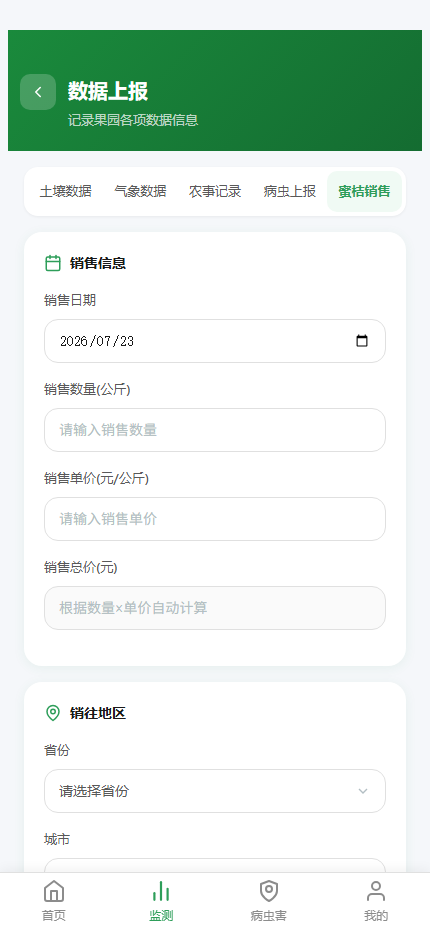 数据上报
记录果园各项数据信息
土壤数据 气象数据 农事记录 病虫上报 蜜桔销售
销售信息
销售日期
2026/07/23
销售数量(公斤)
请输入销售数量
销售单价(元/公斤)
请输入销售单价
销售总价(元)
根据数量×单价自动计算
销往地区
省份
请选择省份
城市
首页 监测 病虫害 我的